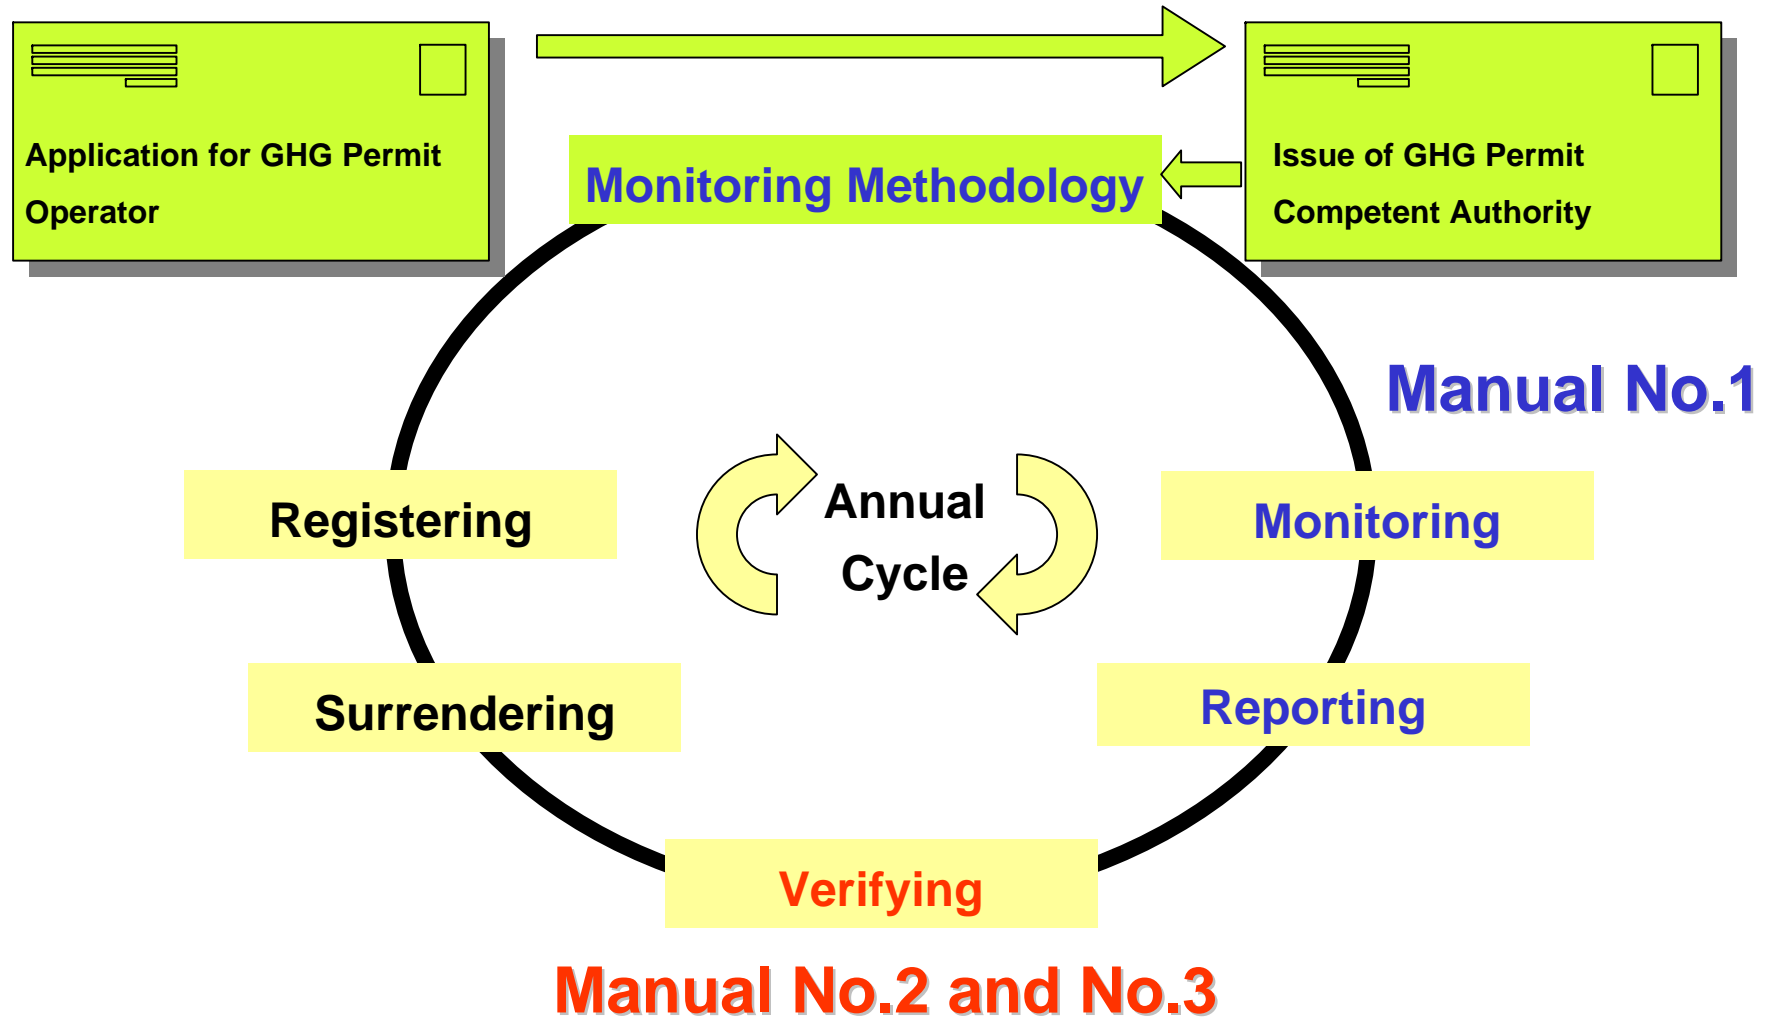 Application for GHG Permit
Operator
Monitoring Methodology
Issue of GHG Permit
Competent Authority
Manual No.1
Annual
Cycle
Registering
Monitoring
Surrendering
Reporting
Verifying
Manual No.2 and No.3